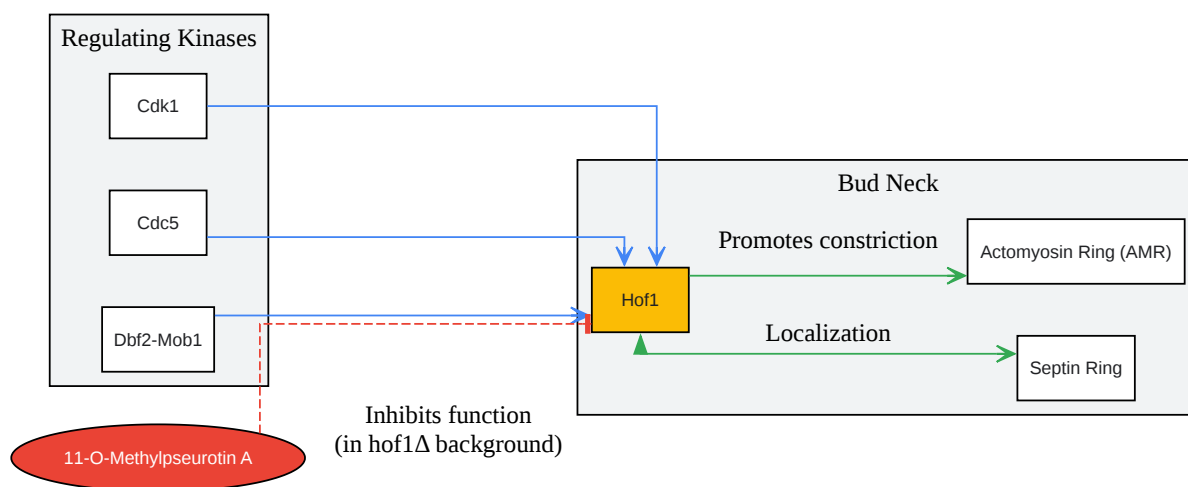 Regulating Kinases
Cdk1
Cdc5
Dbf2-Mob1
Bud Neck
Promotes constriction
Actomyosin Ring (AMR)
Hof1
Localization
Septin Ring
Inhibits function
(in hof1Δ background)
11-O-Methylpseurotin A